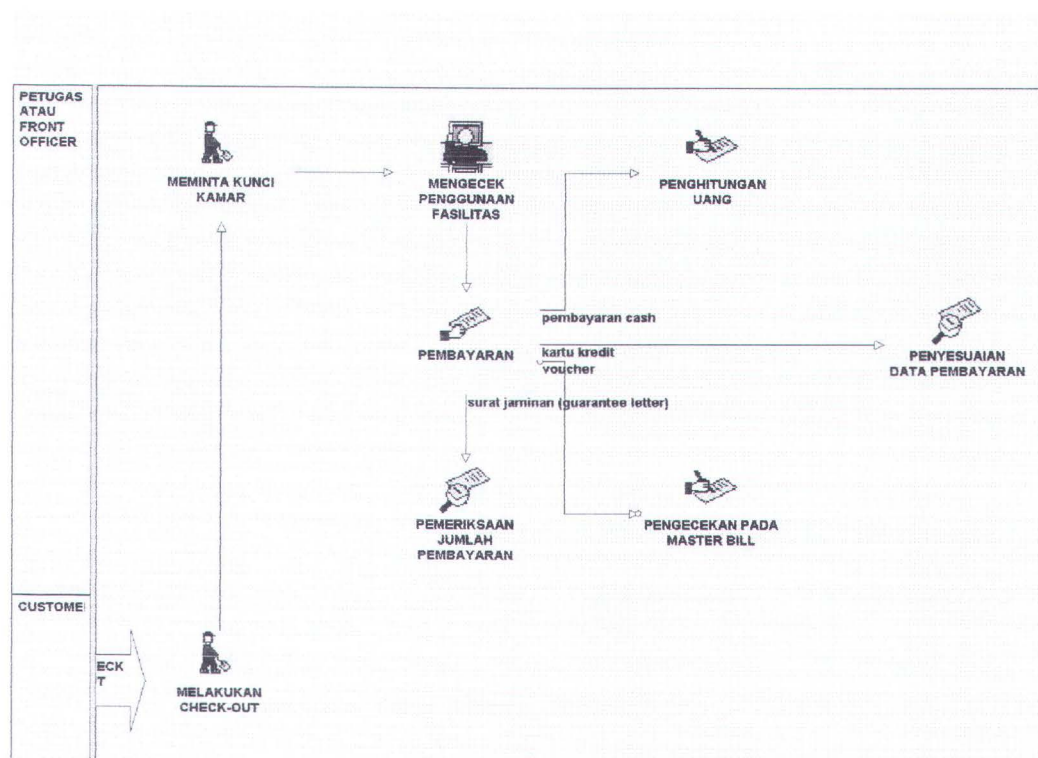 PETUGAS
ATAU
FRONT
OFFICER
MEMINTA KUNCI
KAMAR
MENGECEK
PENGGUNAAN
FASILITAS
PENGHITUNGAN
UANG
pembayaran cash
PEMBAYARAN
kartu kredit
voucher
PENYESUAIAN
DATA PEMBAYARAN
surat jaminan (guarantee letter)
PEMERIKSAAN
JUMLAH
PEMBAYARAN
PENGECEKAN PADA
MASTER BILL
CUSTOME
ECK
T
MELAKUKAN
CHECK-OUT